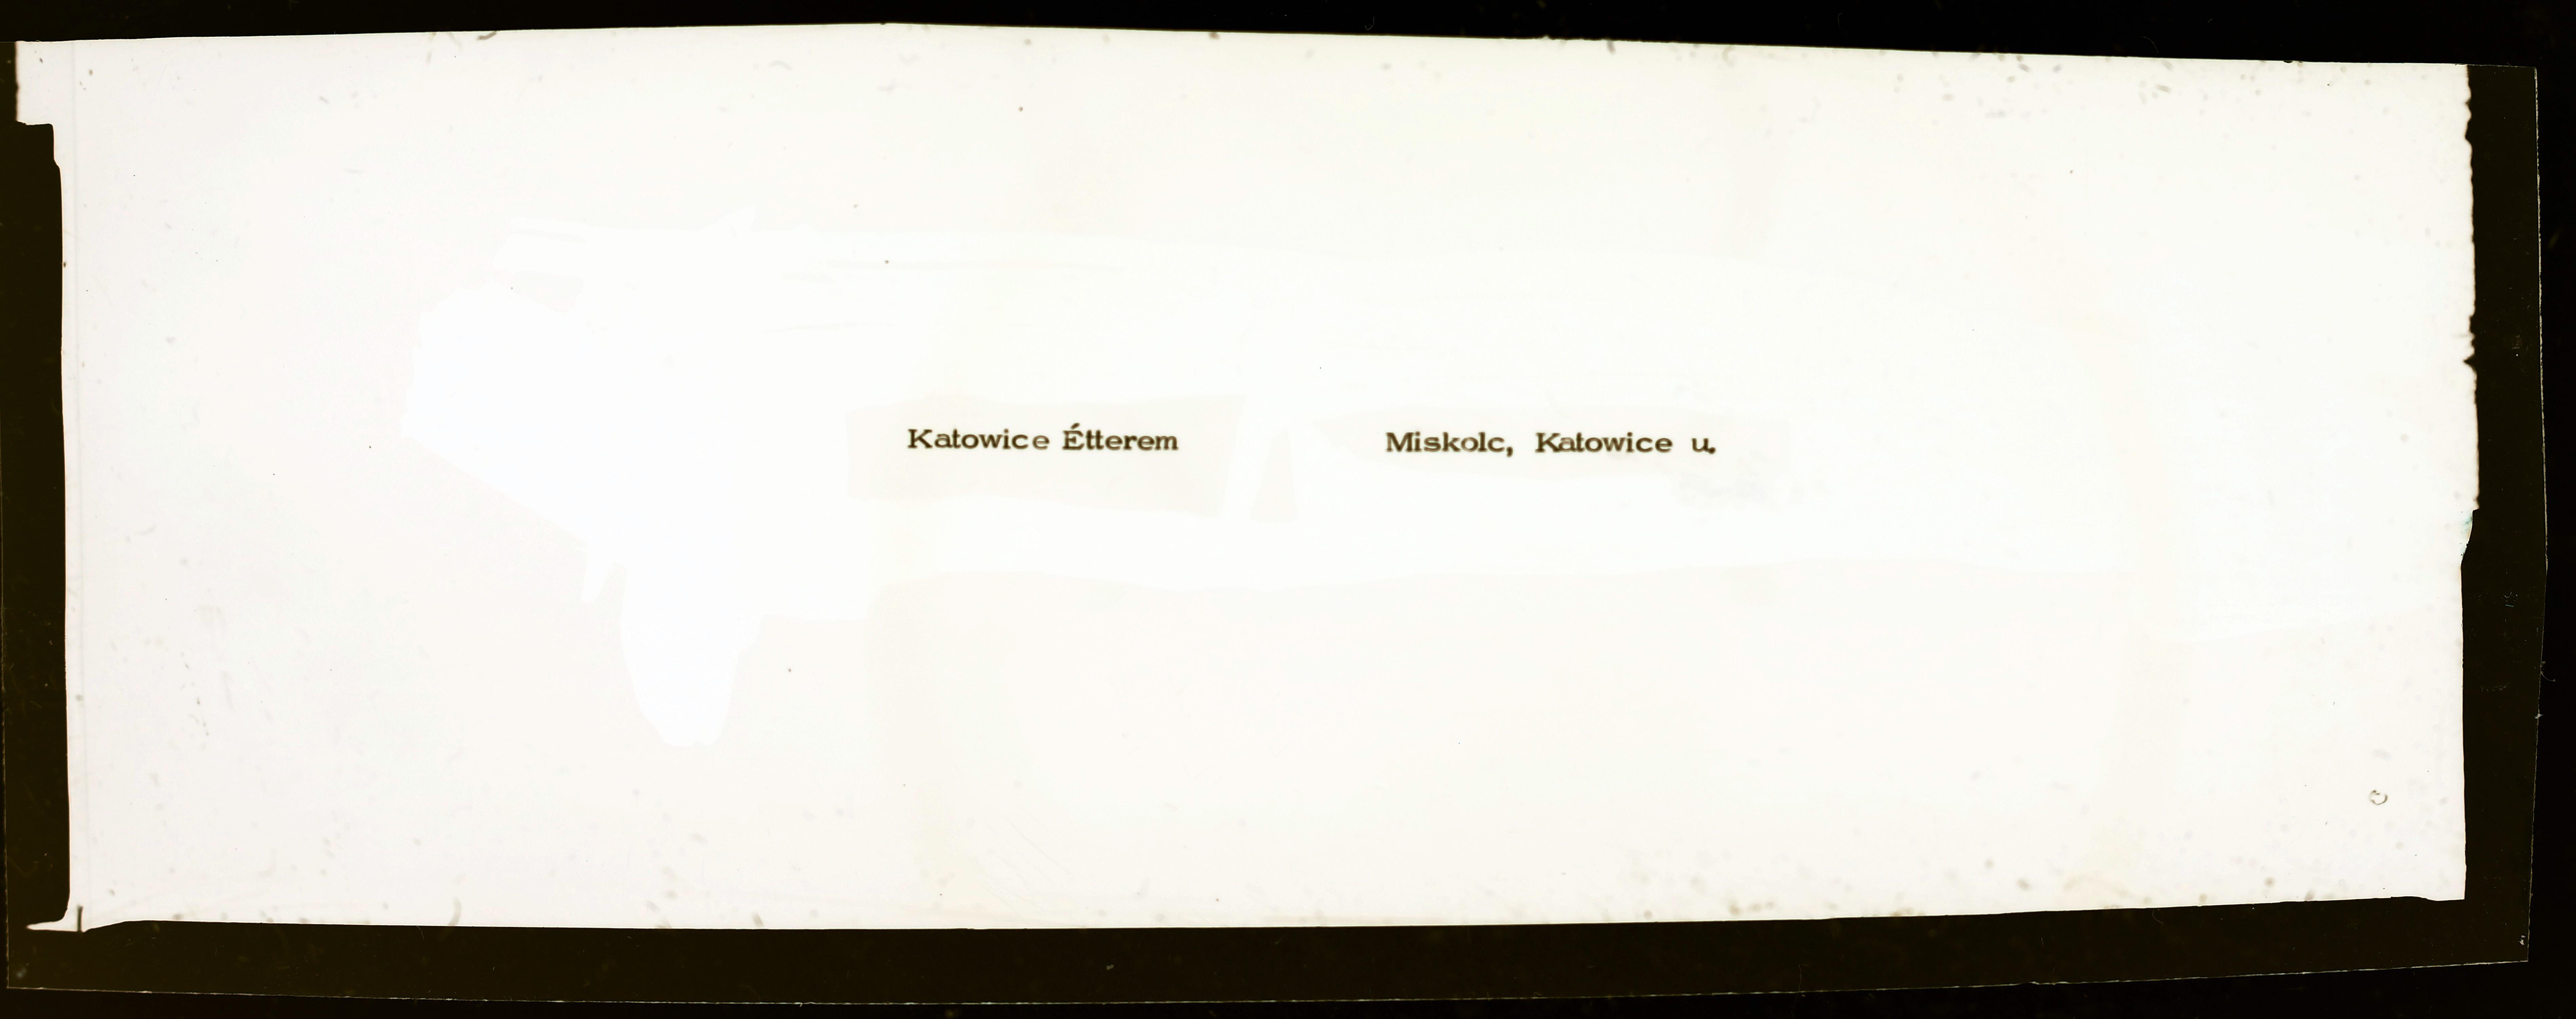 Katowice Étterem Miskolc, Katowice u.